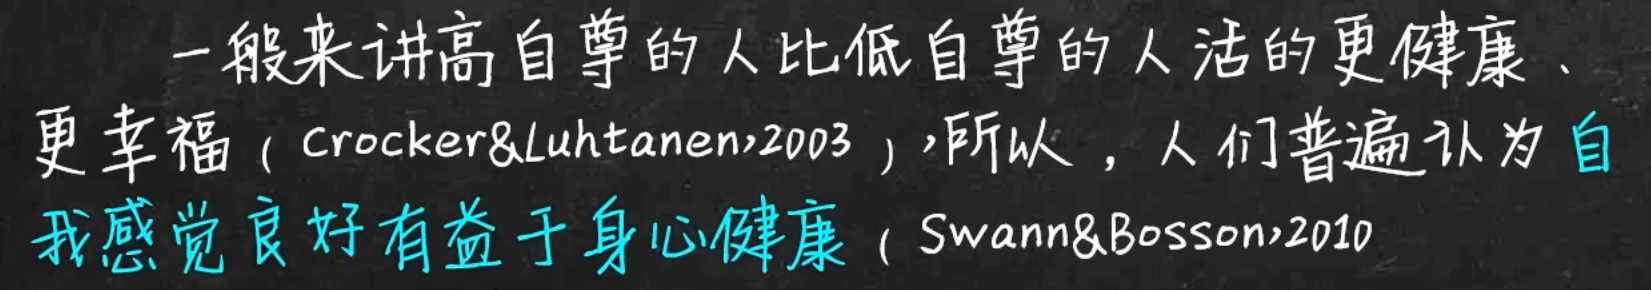 一般来讲高自尊的人比低自尊的人活的更健康、
更幸福（Crocker&Luhtanen,2003），所以，人们普遍认为自
我感觉良好有益于身心健康（Swann&Bosson,2010